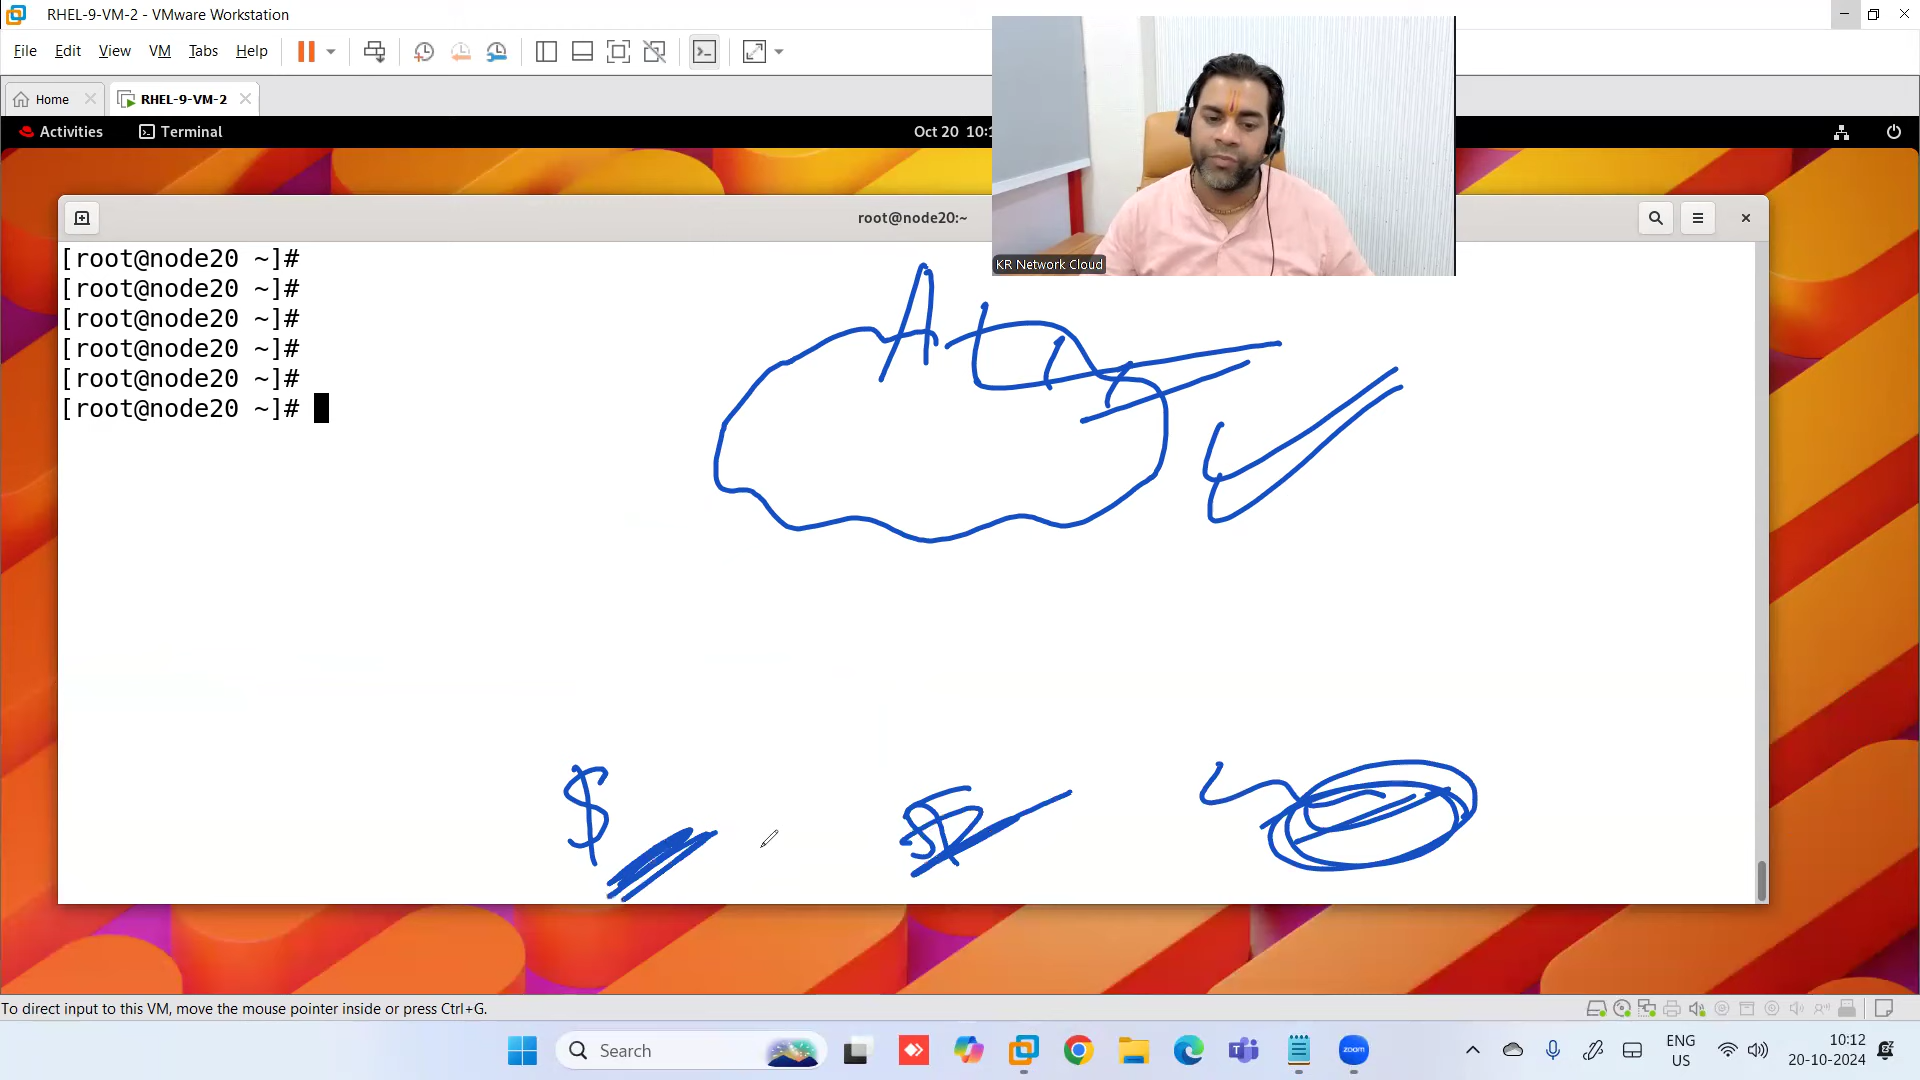 RHEL-9-VM-2 - VMware Workstation
File Edit View VM Tabs Help
Home RHEL-9-VM-2
Activities Terminal Oct 20 10:1
root@node20:~
KR Network Cloud
[root@node20 ~]#
[root@node20 ~]#
[root@node20 ~]#
[root@node20 ~]#
[root@node20 ~]#
[root@node20 ~]#
$
To direct input to this VM, move the mouse pointer inside or press Ctrl+G.
Search
zoom
ENG
US
10:12
20-10-2024